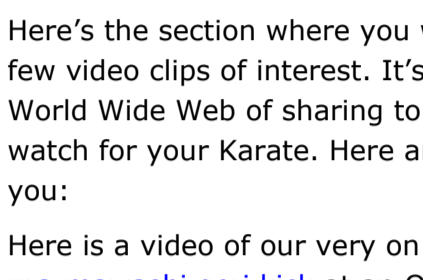 Here’s the section where you
few video clips of interest. It’s
World Wide Web of sharing to
watch for your Karate. Here
you:
Here is a video of our very on